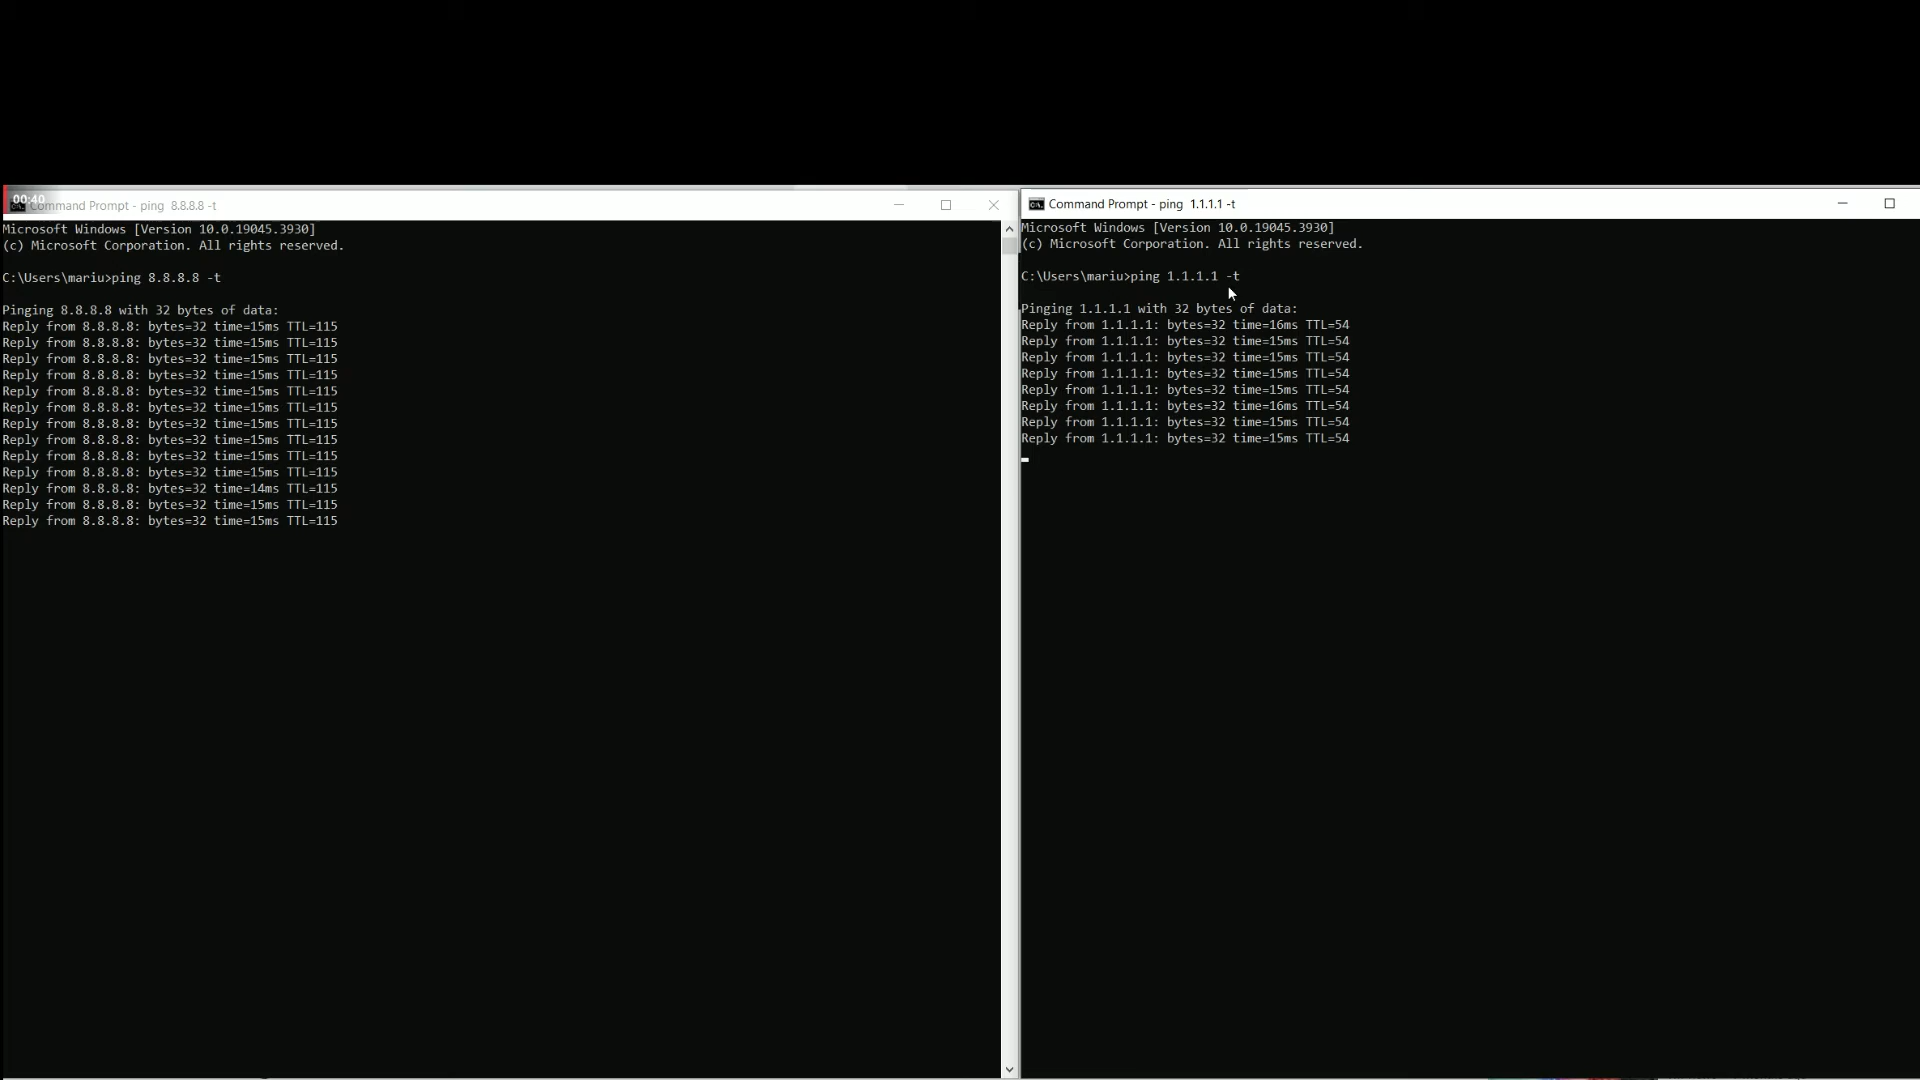 00:40
Command Prompt - ping 8.8.8.8 -t
Microsoft Windows [Version 10.0.19045.3930]
(c) Microsoft Corporation. All rights reserved.
C:\Users\mariu>ping 8.8.8.8 -t
Pinging 8.8.8.8 with 32 bytes of data:
Reply from 8.8.8.8: bytes=32 time=15ms TTL=115
Reply from 8.8.8.8: bytes=32 time=15ms TTL=115
Reply from 8.8.8.8: bytes=32 time=15ms TTL=115
Reply from 8.8.8.8: bytes=32 time=15ms TTL=115
Reply from 8.8.8.8: bytes=32 time=15ms TTL=115
Reply from 8.8.8.8: bytes=32 time=15ms TTL=115
Reply from 8.8.8.8: bytes=32 time=15ms TTL=115
Reply from 8.8.8.8: bytes=32 time=15ms TTL=115
Reply from 8.8.8.8: bytes=32 time=15ms TTL=115
Reply from 8.8.8.8: bytes=32 time=15ms TTL=115
Reply from 8.8.8.8: bytes=32 time=14ms TTL=115
Reply from 8.8.8.8: bytes=32 time=15ms TTL=115
Reply from 8.8.8.8: bytes=32 time=15ms TTL=115
Command Prompt - ping 1.1.1.1 -t
Microsoft Windows [Version 10.0.19045.3930]
(c) Microsoft Corporation. All rights reserved.
C:\Users\mariu>ping 1.1.1.1 -t
Pinging 1.1.1.1 with 32 bytes of data:
Reply from 1.1.1.1: bytes=32 time=16ms TTL=54
Reply from 1.1.1.1: bytes=32 time=15ms TTL=54
Reply from 1.1.1.1: bytes=32 time=15ms TTL=54
Reply from 1.1.1.1: bytes=32 time=15ms TTL=54
Reply from 1.1.1.1: bytes=32 time=15ms TTL=54
Reply from 1.1.1.1: bytes=32 time=16ms TTL=54
Reply from 1.1.1.1: bytes=32 time=15ms TTL=54
Reply from 1.1.1.1: bytes=32 time=15ms TTL=54